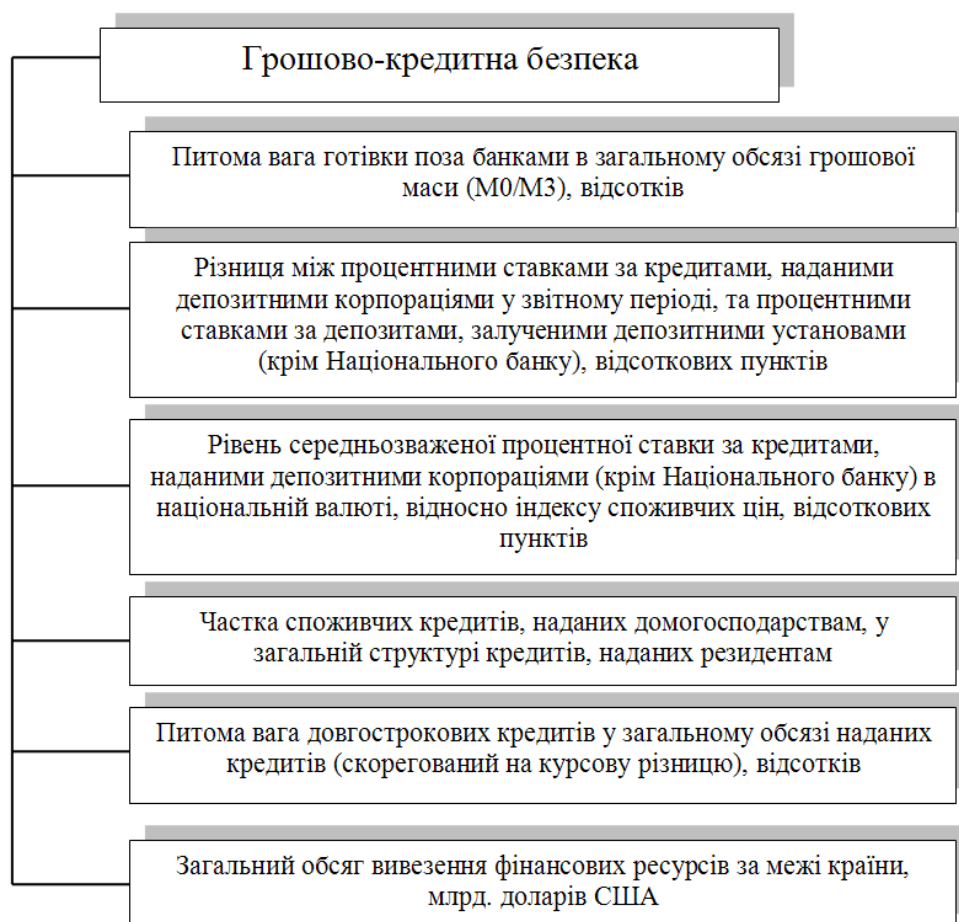 Грошово-кредитна безпека
Питома вага готівки поза банками в загальному обсязі грошової
маси (М0/М3), відсотків
Різниця між процентними ставками за кредитами, наданими
депозитними корпораціями у звітному періоді, та процентними
ставками за депозитами, залученими депозитними установами
(крім Національного банку), відсоткових пунктів
Рівень середньозваженої процентної ставки за кредитами,
наданими депозитними корпораціями (крім Національного банку) в
національній валюті, відносно індексу споживчих цін, відсоткових
пунктів
Частка споживчих кредитів, наданих домогосподарствам, у
загальній структурі кредитів, наданих резидентам
Питома вага довгострокових кредитів у загальному обсязі наданих
кредитів (скорегований на курсову різницю), відсотків
Загальний обсяг вивезення фінансових ресурсів за межі країни,
млрд. доларів США